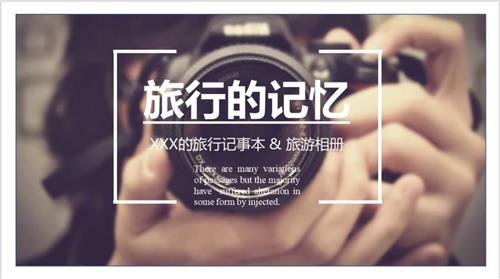 旅行的记忆
XXX的旅行记事本 & 旅游相册
There are many variations
of passages but the majority
have suffered alteration in
some form by injected.